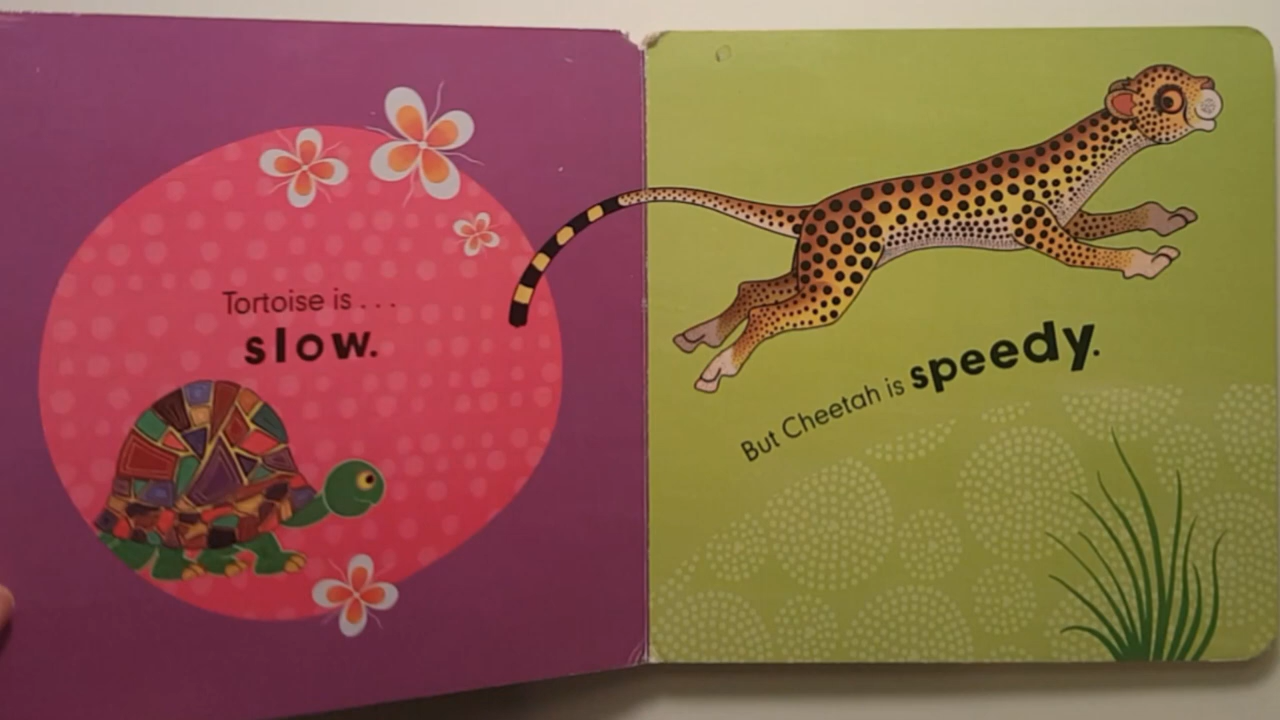 Tortoise is . . .
slow.
But Cheetah is speedy.